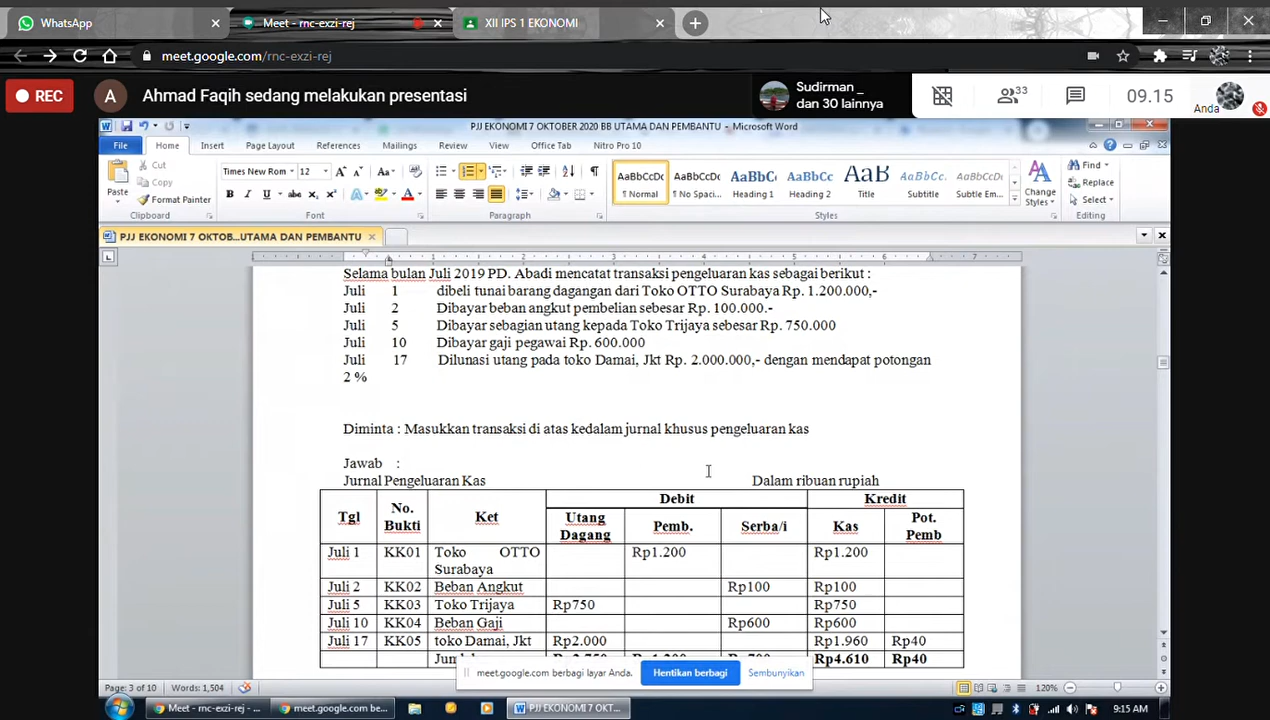 WhatsApp
Meet - rnc-exzi-rej
XII IPS 1 EKONOMI
meet.google.com/rnc-exzi-rej
REC
A
Ahmad Faqih sedang melakukan presentasi
Sudirman _
dan 30 lainnya
33
09.15
Anda
PJJ EKONOMI 7 OKTOBER 2020 BB UTAMA DAN PEMBANTU - Microsoft Word
File Home Insert Page Layout References Mailings Review View Office Tab Nitro Pro 10
Paste
Cut
Copy
Format Painter
Times New Rom 12
AaBbCcDc AaBbCcDc AaBbC AaBbCc AaB AaBbCc. AaBbCcDc
¶ Normal ¶ No Spaci... Heading 1 Heading 2 Title Subtitle Subtle Em...
Change
Styles
Find
Replace
Select
Clipboard Font Paragraph Styles Editing
PJJ EKONOMI 7 OKTOB...UTAMA DAN PEMBANTU
1 2 3 4 5 6 7
Selama bulan Juli 2019 PD. Abadi mencatat transaksi pengeluaran kas sebagai berikut :
Juli 1 dibeli tunai barang dagangan dari Toko OTTO Surabaya Rp. 1.200.000,-
Juli 2 Dibayar beban angkut pembelian sebesar Rp. 100.000.-
Juli 5 Dibayar sebagian utang kepada Toko Trijaya sebesar Rp. 750.000
Juli 10 Dibayar gaji pegawai Rp. 600.000
Juli 17 Dilunasi utang pada toko Damai, Jkt Rp. 2.000.000,- dengan mendapat potongan
2 %
Diminta : Masukkan transaksi di atas kedalam jurnal khusus pengeluaran kas
Jawab :
Jurnal Pengeluaran Kas Dalam ribuan rupiah
Tgl No. Bukti Ket Debit Kredit
Utang Dagang Pemb. Serba/i Kas Pot. Pemb
Juli 1 KK01 Toko OTTO Surabaya Rp1.200 Rp1.200
Juli 2 KK02 Beban Angkut Rp100 Rp100
Juli 5 KK03 Toko Trijaya Rp750 Rp750
Juli 10 KK04 Beban Gaji Rp600 Rp600
Juli 17 KK05 toko Damai, Jkt Rp2.000 Rp1.960 Rp40
Rp4.610 Rp40
meet.google.com berbagi layar Anda.
Hentikan berbagi
Sembunyikan
Page: 3 of 10 Words: 1,504 120%
Meet - rnc-exzi-rej - ... meet.google.com be... PJJ EKONOMI 7 OKT... 9:15 AM